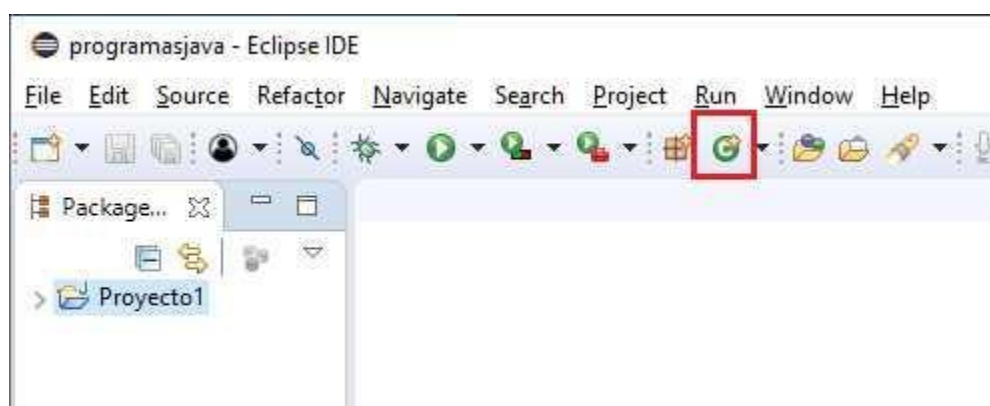 programasjava - Eclipse IDE
File Edit Source Refactor Navigate Search Project Run Window Help
Package...
Proyecto1